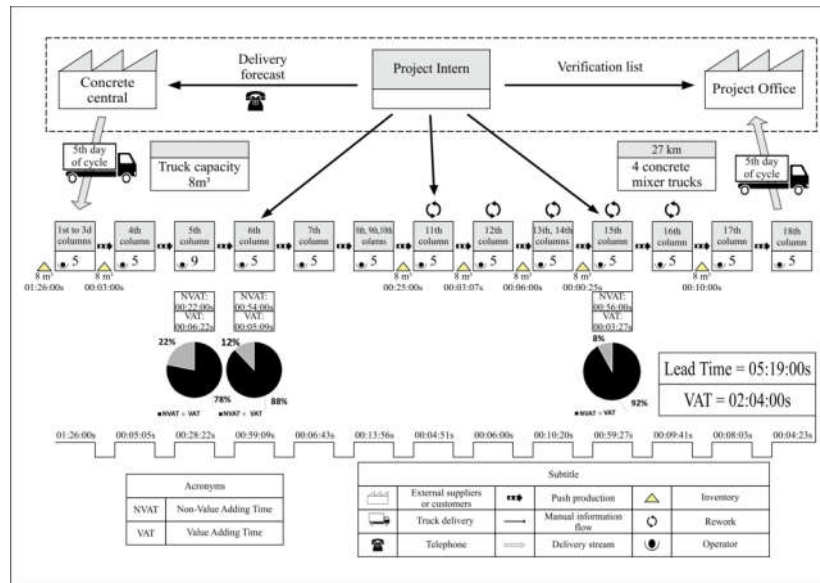 Delivery
forecast
Project Intern
Verification list
Concrete
central
Project Office
5th day
of cycle
Truck capacity
8m³
27 km
4 concrete
mixer trucks
5th day
of cycle
1st to 3d
columns
4th
column
5th
column
6th
column
7th
column
8th, 9th,10th
columns
11th
column
12th
column
13th, 14th
columns
15th
column
16th
column
17th
column
18th
column
5
5
9
5
5
5
5
5
5
5
5
5
5
8 m³
8 m³
8 m³
8 m³
8 m³
8 m³
8 m³
01:26:00s
00:03:00s
00:25:00s
00:03:07s
00:06:00s
00:00:25s
00:10:00s
NVAT:
00:22:00s
VAT:
00:06:22s
NVAT:
00:54:00s
VAT:
00:05:09s
NVAT:
00:56:00s
VAT:
00:03:27s
22%
78%
NVAT VAT
12%
88%
NVAT VAT
8%
92%
NVAT VAT
Lead Time = 05:19:00s
VAT = 02:04:00s
01:26:00s 00:05:05s 00:28:22s 00:59:09s 00:06:43s 00:13:56s 00:04:51s 00:06:00s 00:10:20s 00:59:27s 00:09:41s 00:08:03s 00:04:23s
Acronyms
NVAT Non-Value Adding Time
VAT Value Adding Time
Subtitle
External suppliers
or customers
Push production
Inventory
Truck delivery
Manual information
flow
Rework
Telephone
Delivery stream
Operator